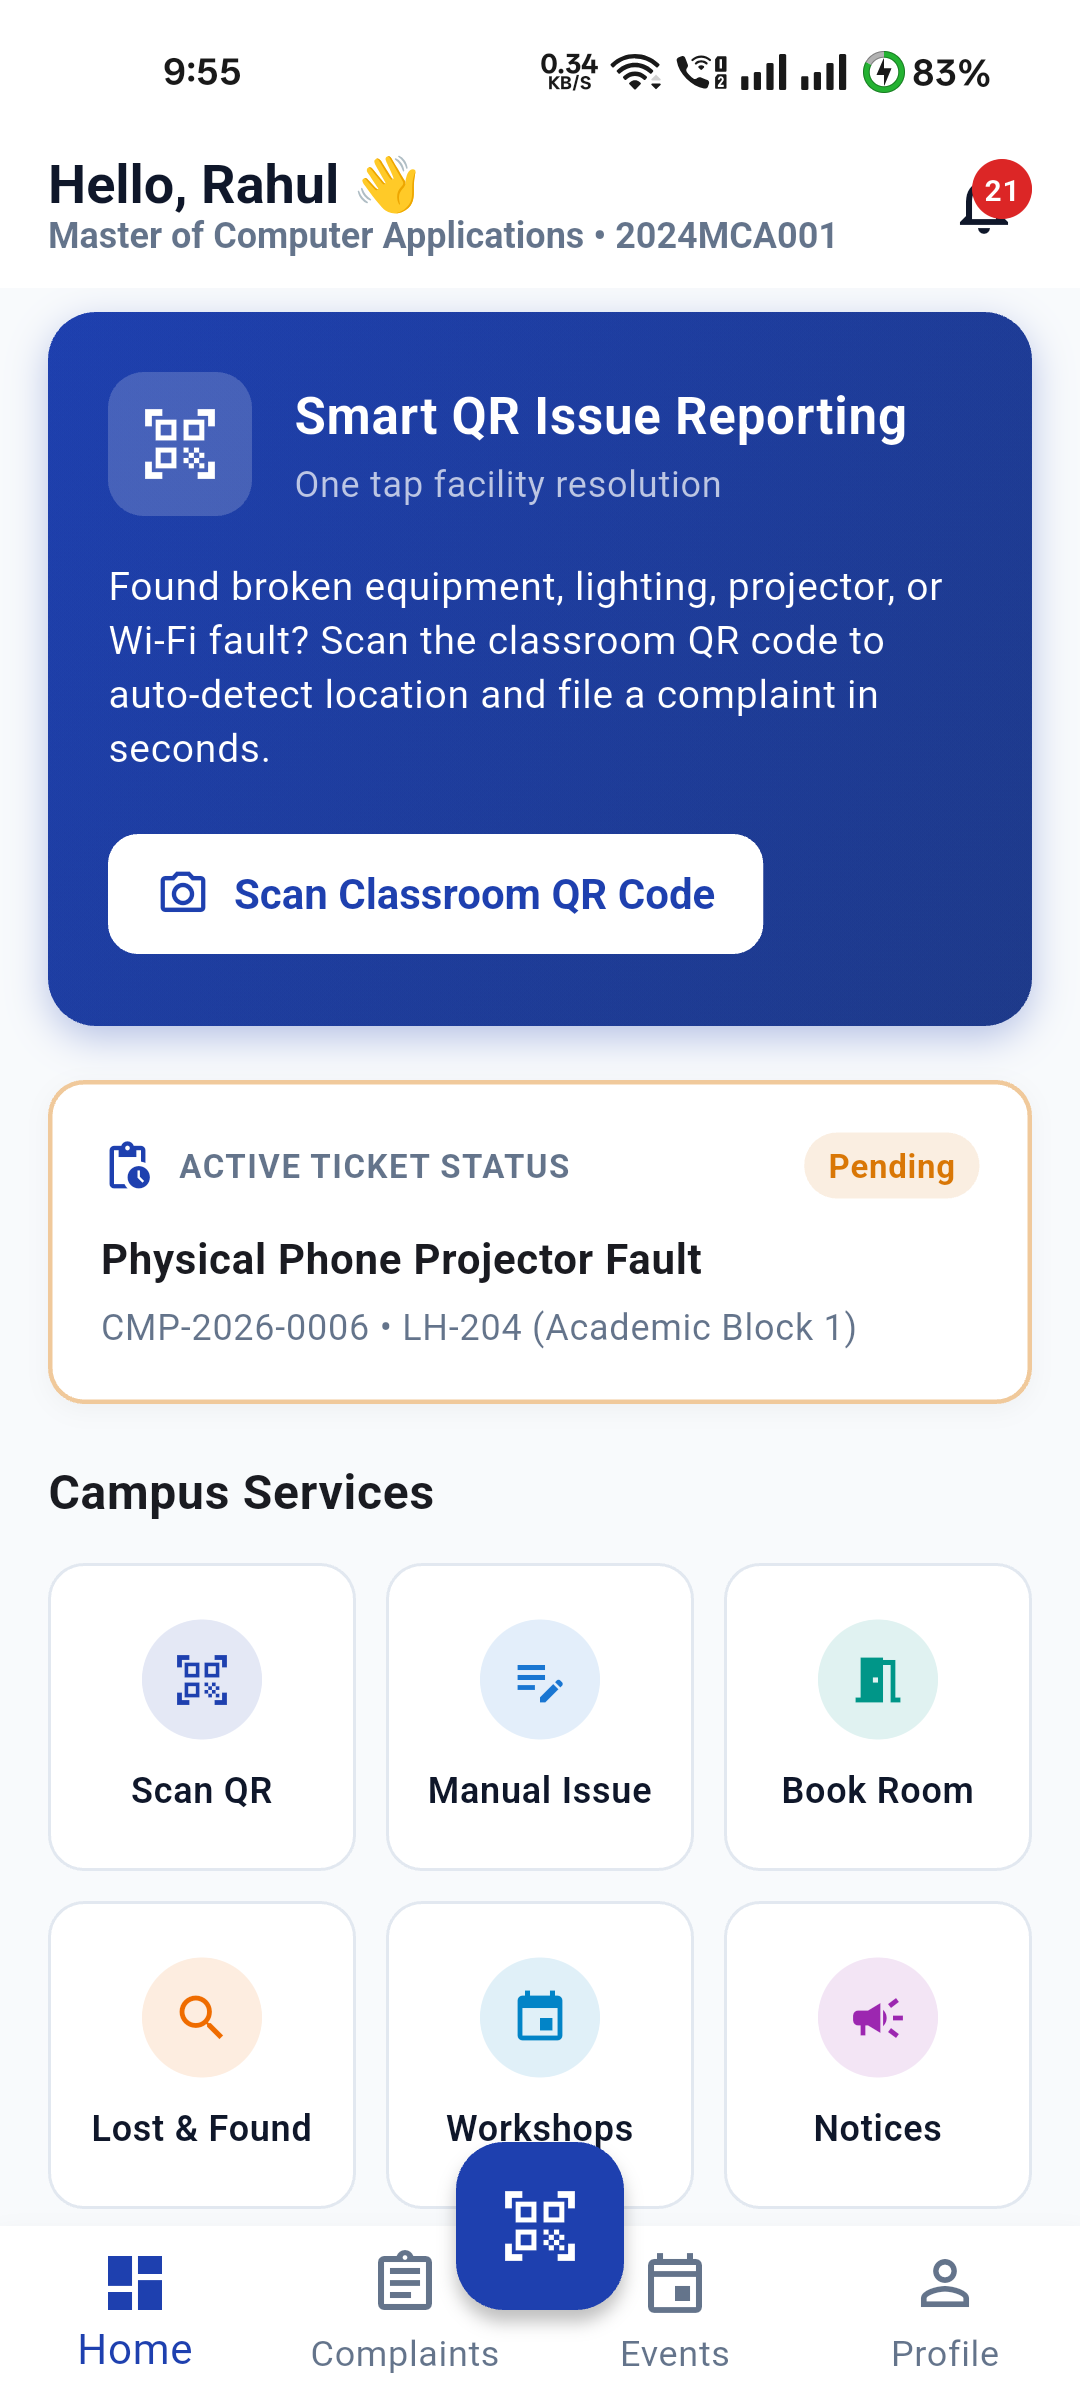 9:55
0.34
KB/S
1
2
83%
Hello, Rahul 👋
21
Master of Computer Applications • 2024MCA001
Smart QR Issue Reporting
One tap facility resolution
Found broken equipment, lighting, projector, or
Wi-Fi fault? Scan the classroom QR code to
auto-detect location and file a complaint in
seconds.
Scan Classroom QR Code
ACTIVE TICKET STATUS
Pending
Physical Phone Projector Fault
CMP-2026-0006 • LH-204 (Academic Block 1)
Campus Services
Scan QR
Manual Issue
Book Room
Lost & Found
Workshops
Notices
Home
Complaints
Events
Profile